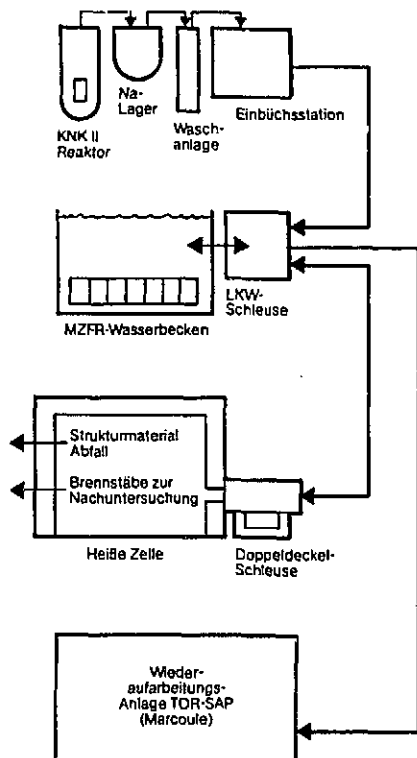 KNK II
Reaktor
Na-
Lager
Wasch-
anlage
Einbüchsstation
MZFR-Wasserbecken
LKW-
Schleuse
Strukturmaterial
Abfall
Brennstäbe zur
Nachuntersuchung
Heiße Zelle
Doppeldeckel-
Schleuse
Wieder-
aufarbeitungs-
Anlage TOR-SAP
(Marcoule)